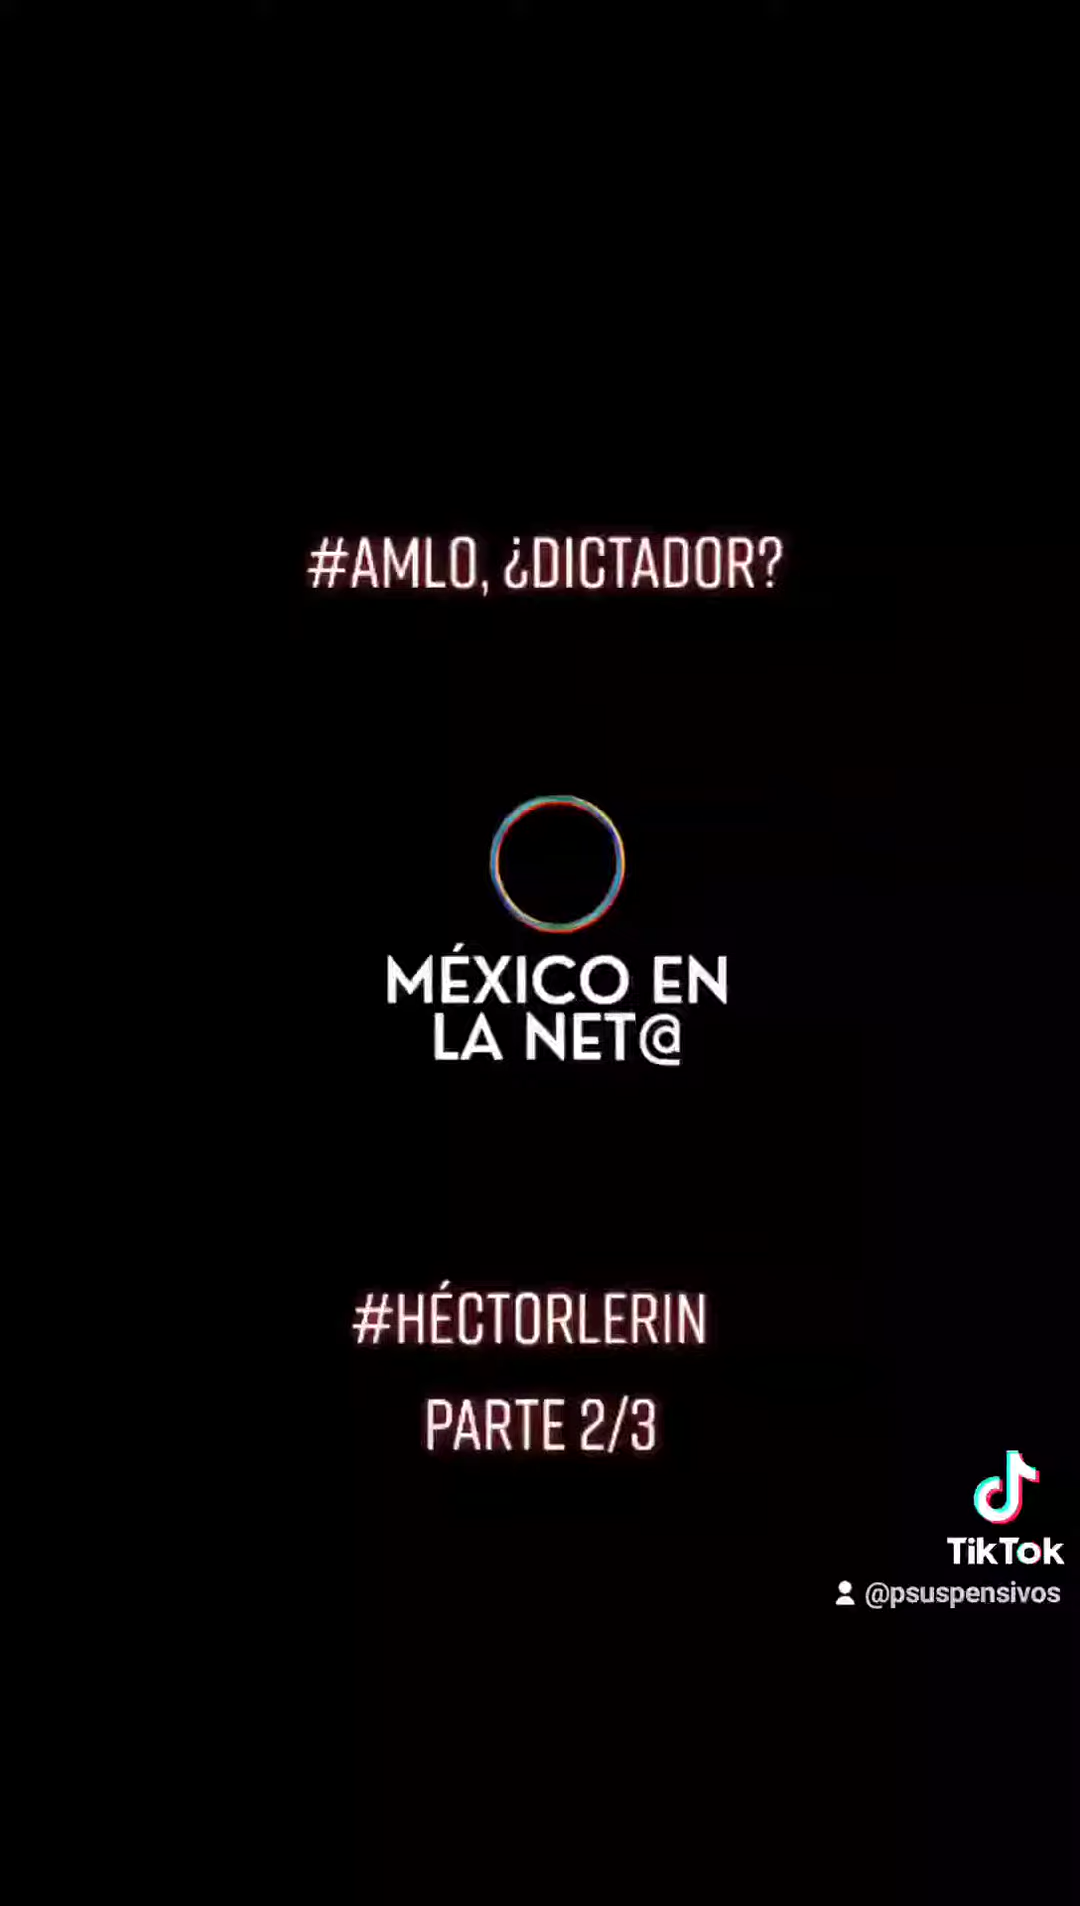 #AMLO, ¿DICTADOR?
MÉXICO EN
LA NET@
#HÉCTORLERIN
PARTE 2/3
TikTok
@psuspensivos